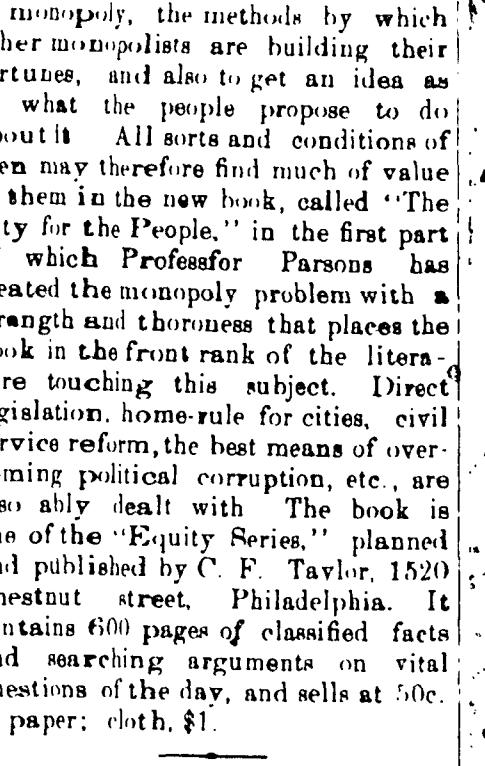 monopoly, the methods by which
her monopolists are building their
rtunes, and also to get an idea as
what the people propose to do
bout it All sorts and conditions of
en may therefore find much of value
them in the new book, called "The
ty for the People," in the first part
which Professfor Parsons has
eated the monopoly problem with a
rength and thoroness that places the
ook in the front rank of the litera-
re touching this subject. Direct
gislation. home-rule for cities, civil
rvice reform, the best means of over-
ming political corruption, etc., are
so ably dealt with The book is
ne of the "Equity Series," planned
nd published by C. F. Taylor, 1520
hestnut street, Philadelphia. It
ntains 600 pages of classified facts
nd searching arguments on vital
uestions of the day, and sells at 50c.
paper; cloth, $1.